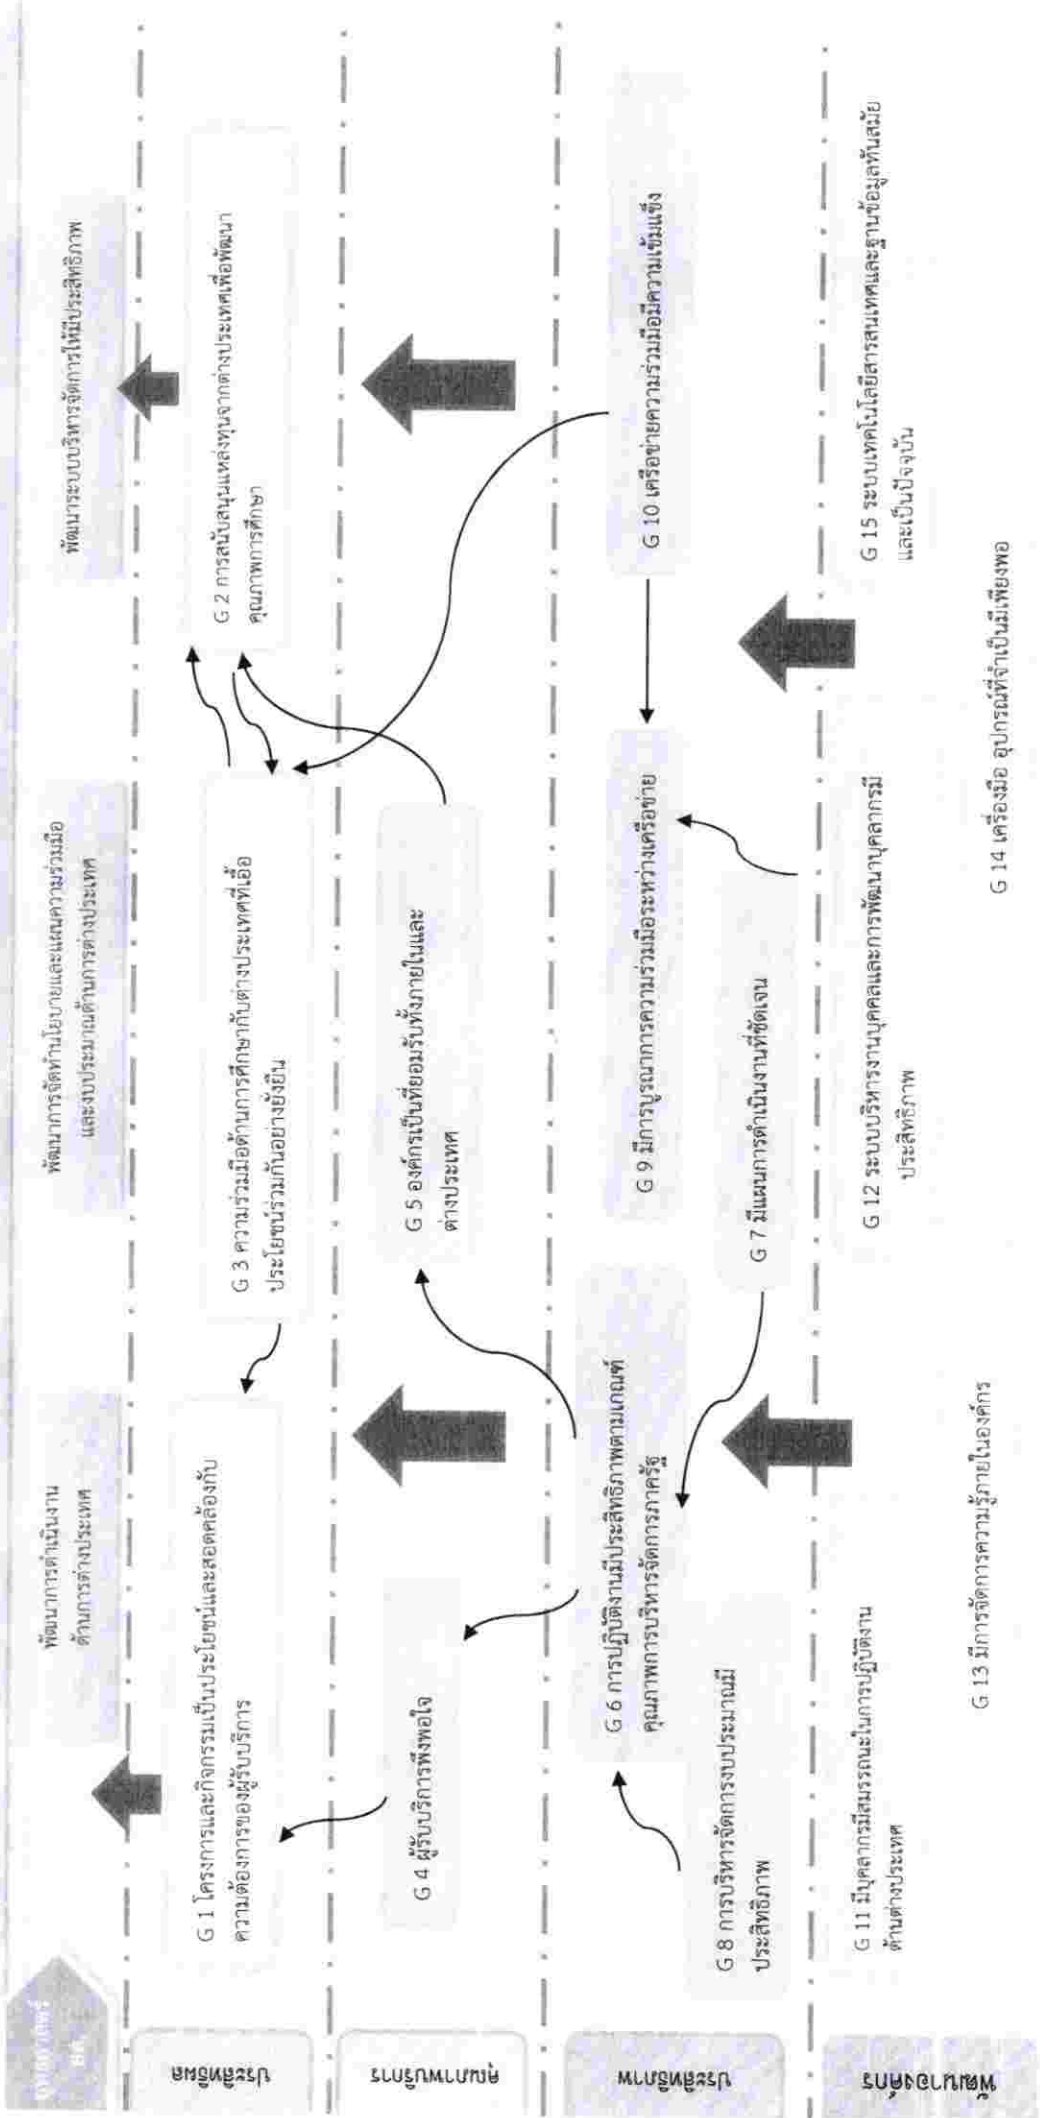 พัฒนาการดำเนินงาน
ด้านการต่างประเทศ
พัฒนาการจัดทำนโยบายและแผนความร่วมมือ
และงบประมาณด้านการต่างประเทศ
พัฒนาระบบบริหารจัดการให้มีประสิทธิภาพ
ประสิทธิผล
G 1 โครงการและกิจกรรมเป็นประโยชน์และสอดคล้องกับ
ความต้องการของผู้รับบริการ
G 3 ความร่วมมือด้านการศึกษากับต่างประเทศที่เอื้อ
ประโยชน์ร่วมกันอย่างยั่งยืน
G 2 การสนับสนุนแหล่งทุนจากต่างประเทศเพื่อพัฒนา
คุณภาพการศึกษา
คุณภาพบริการ
G 4 ผู้รับบริการพึงพอใจ
G 5 องค์กรเป็นที่ยอมรับทั้งภายในและ
ต่างประเทศ
ประสิทธิภาพ
G 6 การปฏิบัติงานมีประสิทธิภาพตามเกณฑ์
คุณภาพการบริหารจัดการภาครัฐ
G 9 มีการบูรณาการความร่วมมือระหว่างเครือข่าย
G 10 เครือข่ายความร่วมมือมีความเข้มแข็ง
G 8 การบริหารจัดการงบประมาณมี
ประสิทธิภาพ
G 7 มีแผนการดำเนินงานที่ชัดเจน
พัฒนาองค์กร
G 11 มีบุคลากรมีสมรรถนะในการปฏิบัติงาน
ด้านต่างประเทศ
G 12 ระบบบริหารงานบุคคลและการพัฒนาบุคลากรมี
ประสิทธิภาพ
G 15 ระบบเทคโนโลยีสารสนเทศและฐานข้อมูลทันสมัย
และเป็นปัจจุบัน
G 13 มีการจัดการความรู้ภายในองค์กร
G 14 เครื่องมือ อุปกรณ์ที่จำเป็นมีเพียงพอ